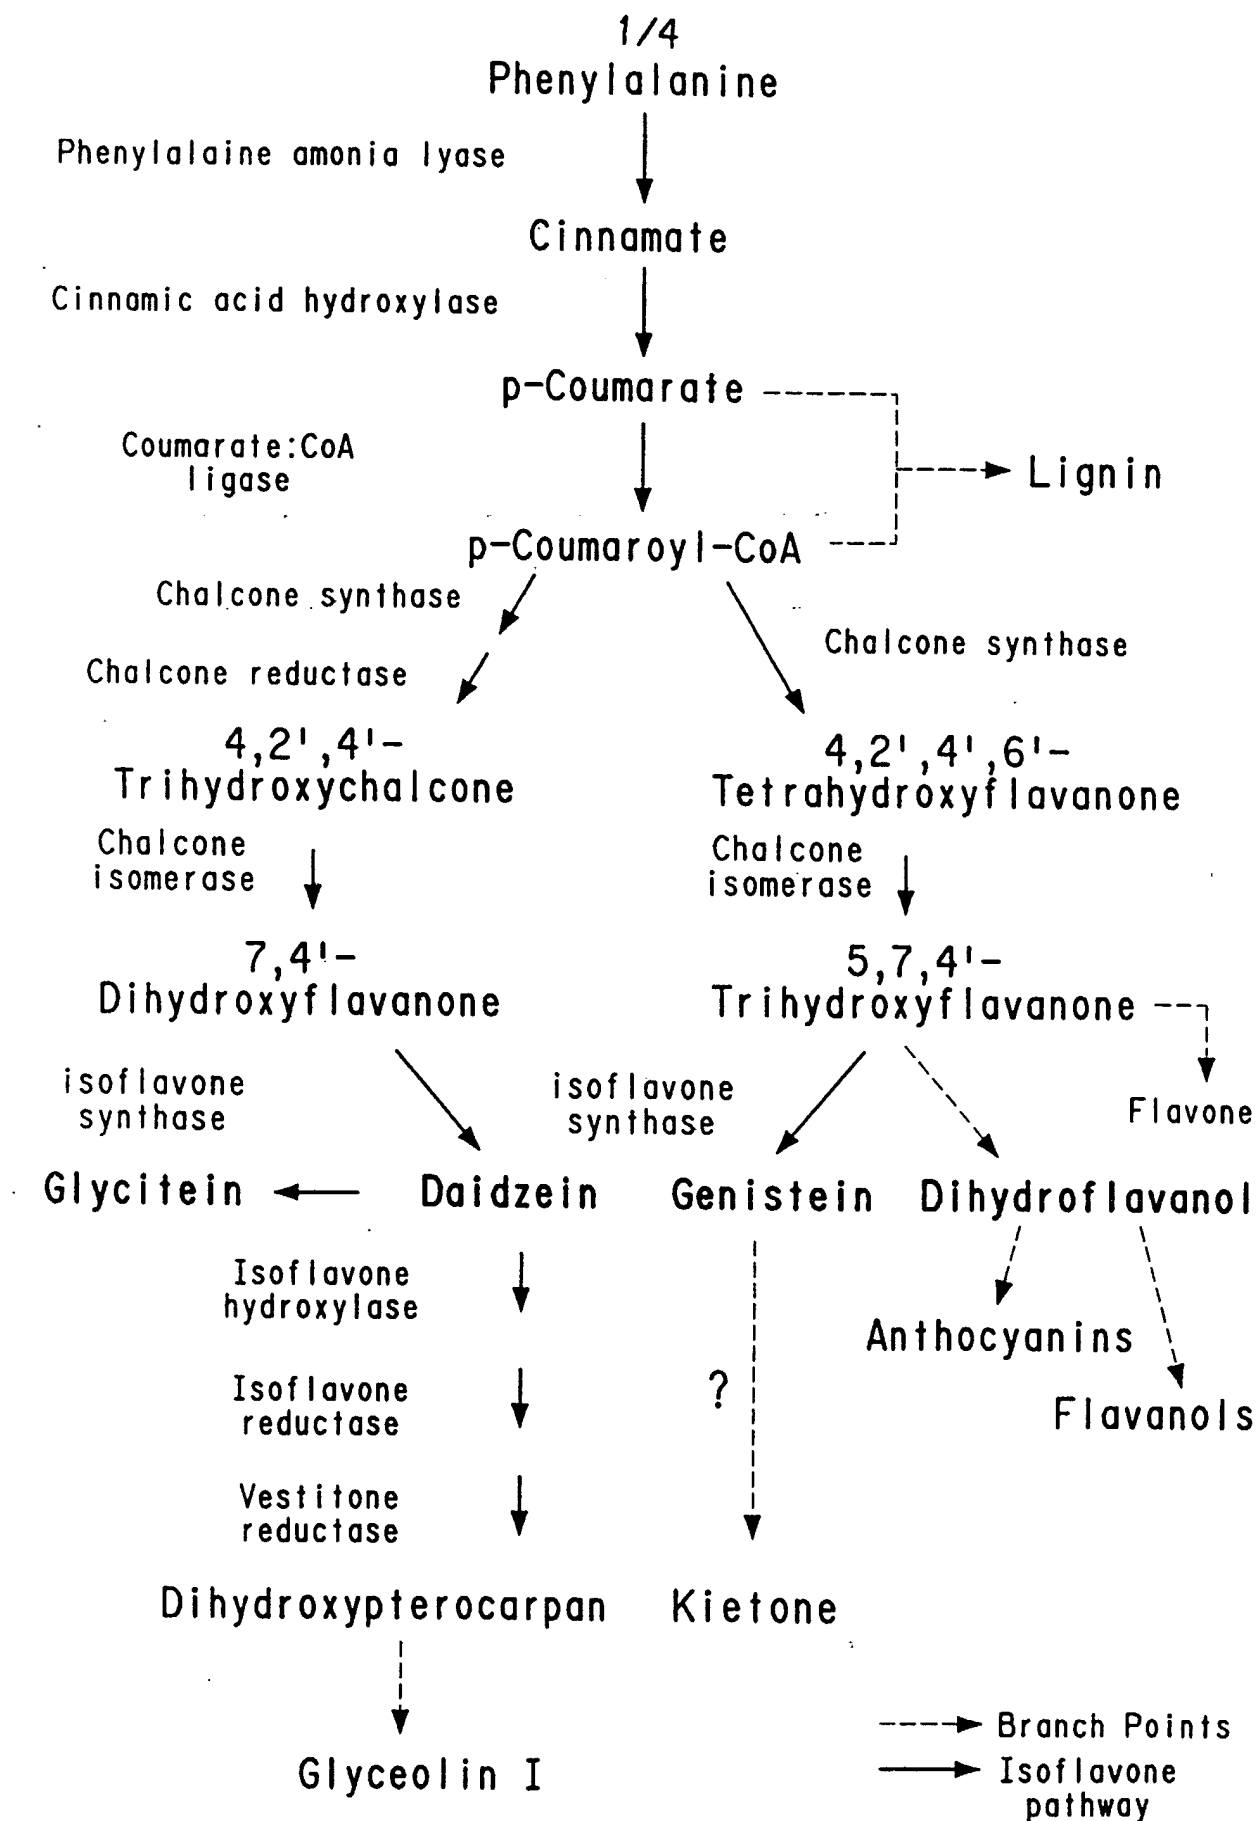 1/4
Phenylalanine
Phenylalaine amonia lyase
Cinnamate
Cinnamic acid hydroxylase
p-Coumarate
Coumarate:CoA
ligase
Lignin
p-Coumaroyl-CoA
Chalcone synthase
Chalcone synthase
Chalcone reductase
4,2',4'-
Trihydroxychalcone
4,2',4',6'-
Tetrahydroxyflavanone
Chalcone
isomerase
Chalcone
isomerase
7,4'-
Dihydroxyflavanone
5,7,4'-
Trihydroxyflavanone
isoflavone
synthase
isoflavone
synthase
Flavone
Glycitein
Daidzein
Genistein
Dihydroflavanol
Isoflavone
hydroxylase
Anthocyanins
Isoflavone
reductase
?
Flavanols
Vestitone
reductase
Dihydroxypterocarpan
Kietone
Glyceolin I
Branch Points
Isoflavone
pathway